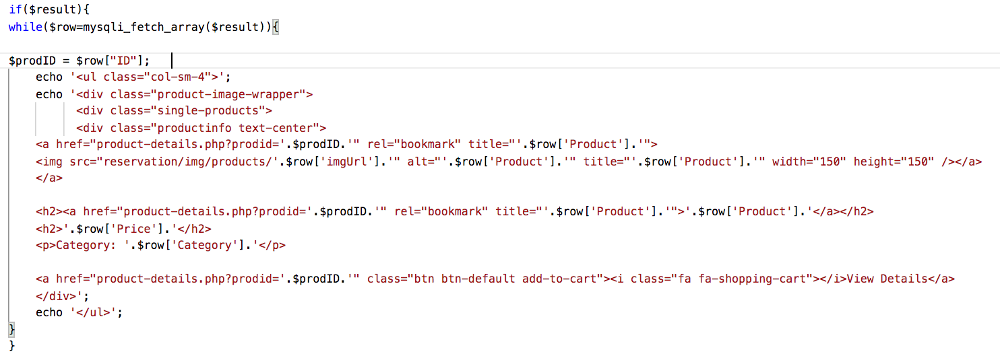 if($result){
while($row=mysqli_fetch_array($result)){
$prodID = $row["ID"];
echo '<ul class="col-sm-4">';
echo '<div class="product-image-wrapper">
<div class="single-products">
<div class="productinfo text-center">
<a href="product-details.php?prodid='.$prodID.'" rel="bookmark" title="'.$row['Product'].'">
<img src="reservation/img/products/'.$row['imgUrl'].'" alt="'.$row['Product'].'" title="'.$row['Product'].'" width="150" height="150" /></a>
</a>
<h2><a href="product-details.php?prodid='.$prodID.'" rel="bookmark" title="'.$row['Product'].'">'.$row['Product'].'</a></h2>
<h2>'.$row['Price'].'</h2>
<p>Category: '.$row['Category'].'</p>
<a href="product-details.php?prodid='.$prodID.'" class="btn btn-default add-to-cart"><i class="fa fa-shopping-cart"></i>View Details</a>
</div>';
echo '</ul>';
}
}